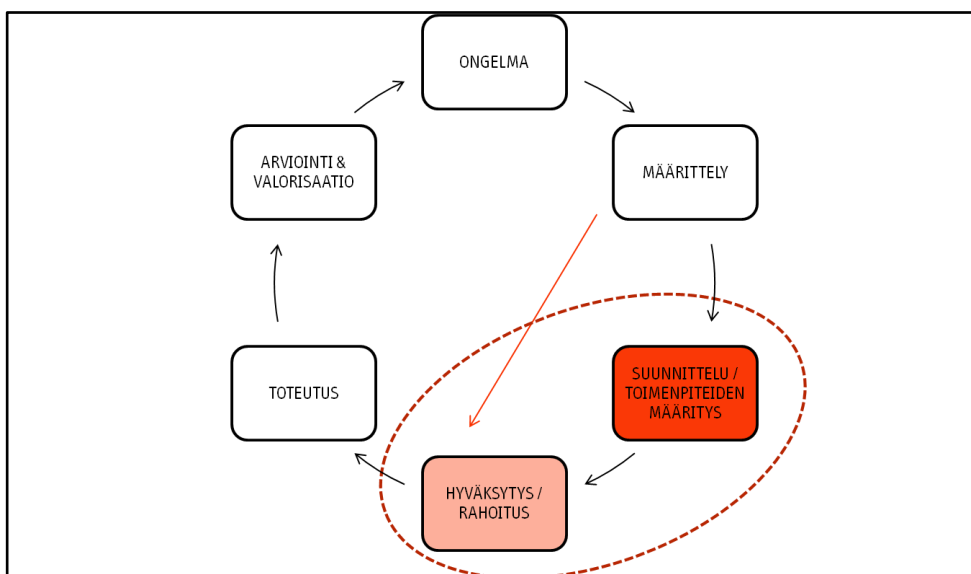 ONGELMA
MÄÄRITTELY
SUUNNITTELU /
TOIMENPITEIDEN
MÄÄRITYS
HYVÄKSYTYS /
RAHOITUS
TOTEUTUS
ARVIOINTI &
VALORISAATIO